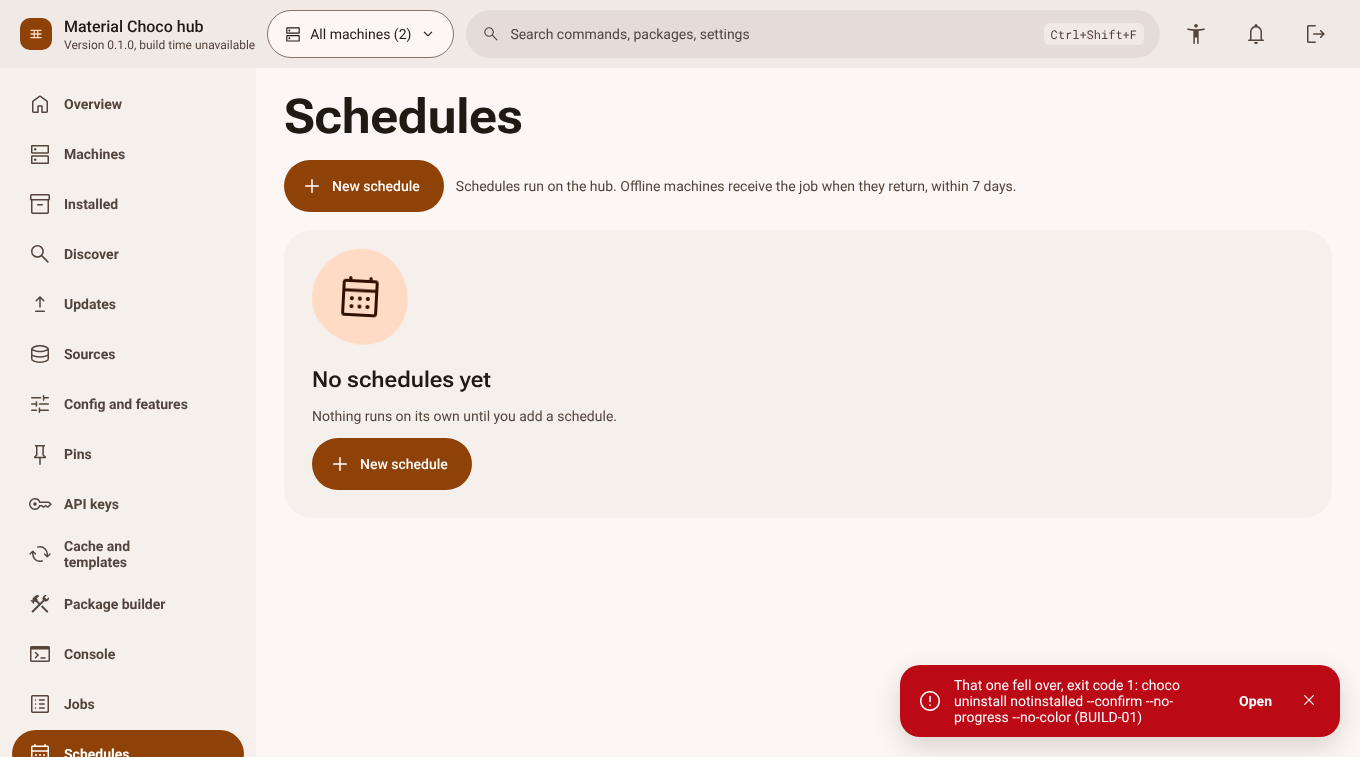 Material Choco hub
Version 0.1.0, build time unavailable
All machines (2)
Search commands, packages, settings
Ctrl+Shift+F
Overview
Machines
Installed
Discover
Updates
Sources
Config and features
Pins
API keys
Cache and
templates
Package builder
Console
Jobs
Schedules
Schedules
New schedule
Schedules run on the hub. Offline machines receive the job when they return, within 7 days.
No schedules yet
Nothing runs on its own until you add a schedule.
New schedule
That one fell over, exit code 1: choco
uninstall notinstalled --confirm --no-
progress --no-color (BUILD-01)
Open